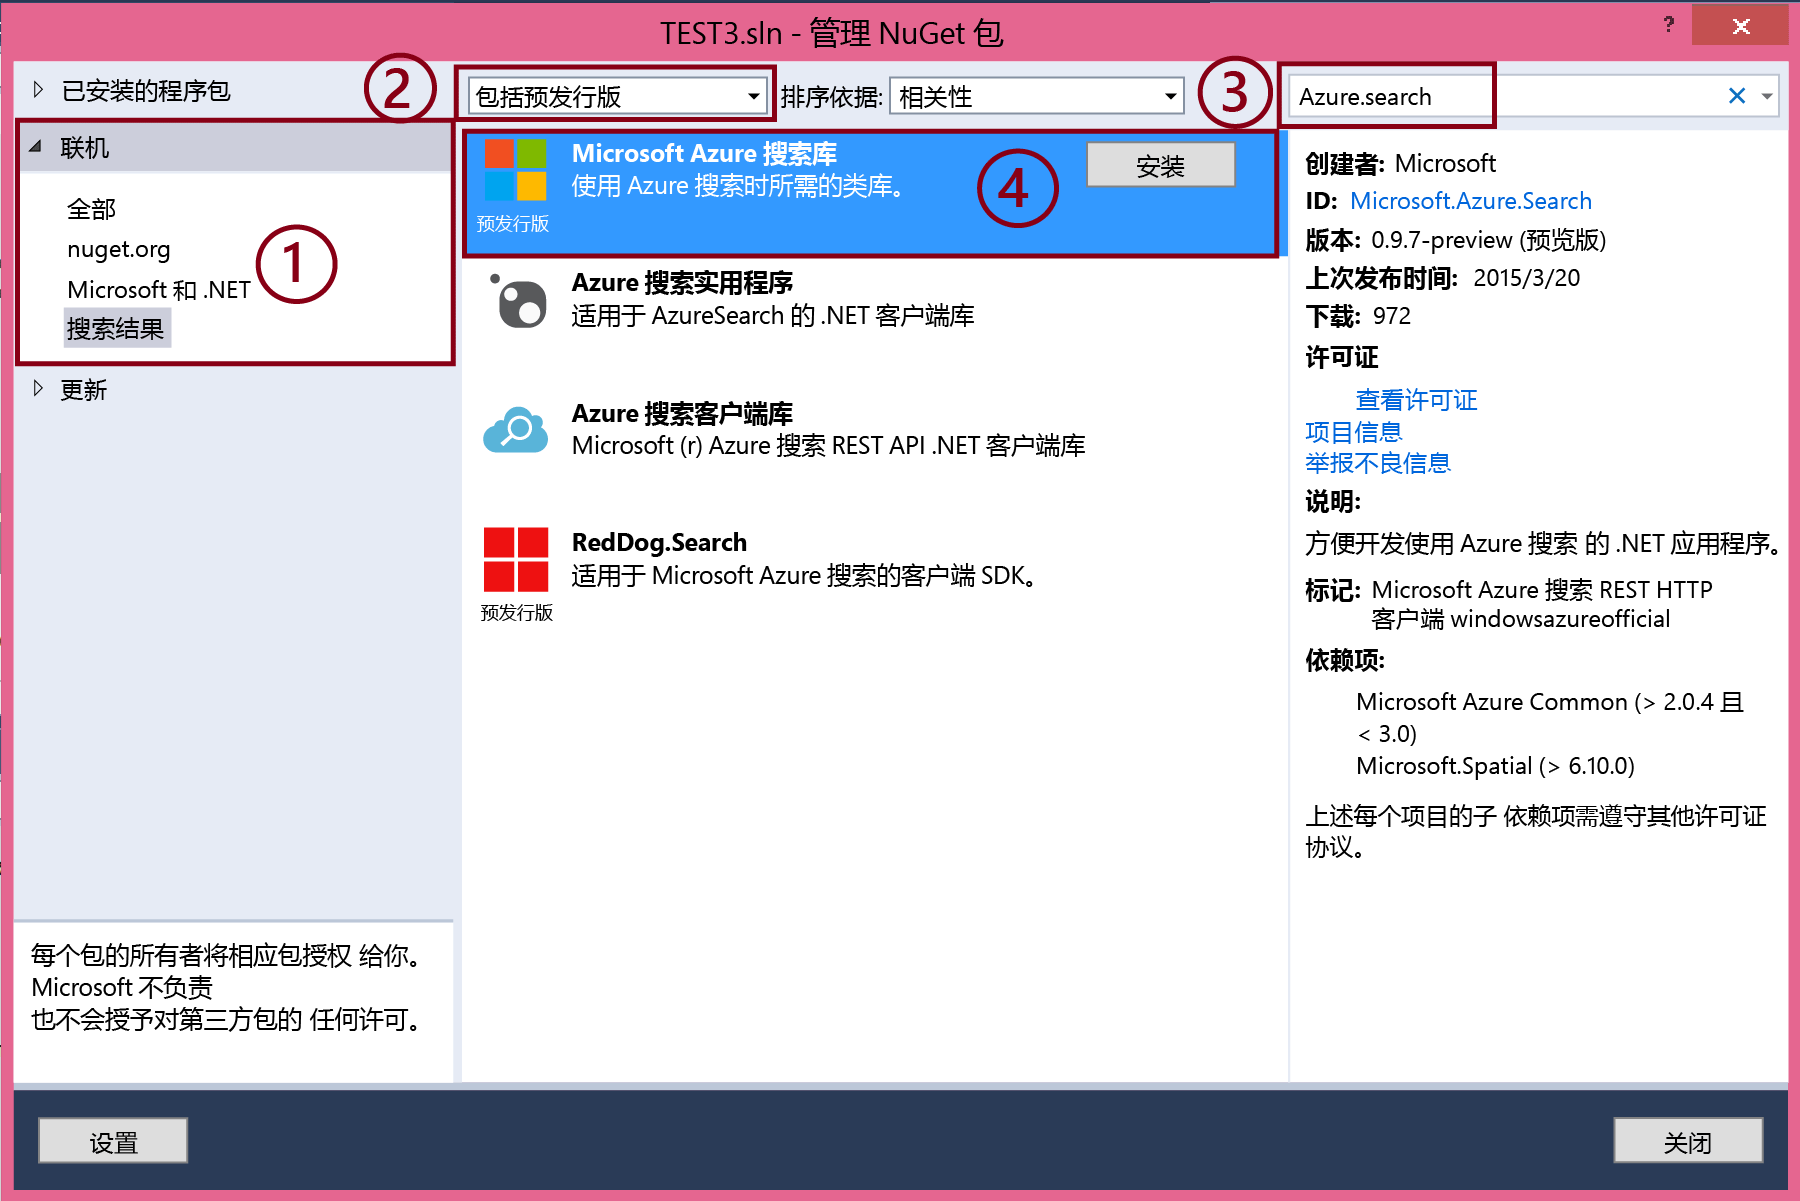 TEST3.sln - 管理 NuGet 包
?
已安装的程序包
②
包括预发行版
排序依据:
相关性
③
Azure.search
联机
全部
nuget.org
①
Microsoft 和 .NET
搜索结果
更新
Microsoft Azure 搜索库
使用 Azure 搜索时所需的类库。
预发行版
④
安装
Azure 搜索实用程序
适用于 AzureSearch 的 .NET 客户端库
Azure 搜索客户端库
Microsoft (r) Azure 搜索 REST API .NET 客户端库
RedDog.Search
适用于 Microsoft Azure 搜索的客户端 SDK。
预发行版
创建者: Microsoft
ID: Microsoft.Azure.Search
版本: 0.9.7-preview (预览版)
上次发布时间: 2015/3/20
下载: 972
许可证
查看许可证
项目信息
举报不良信息
说明:
方便开发使用 Azure 搜索 的 .NET 应用程序。
标记: Microsoft Azure 搜索 REST HTTP
客户端 windowsazureofficial
依赖项:
Microsoft Azure Common (> 2.0.4 且
< 3.0)
Microsoft.Spatial (> 6.10.0)
上述每个项目的子 依赖项需遵守其他许可证
协议。
每个包的所有者将相应包授权 给你。
Microsoft 不负责
也不会授予对第三方包的 任何许可。
设置
关闭